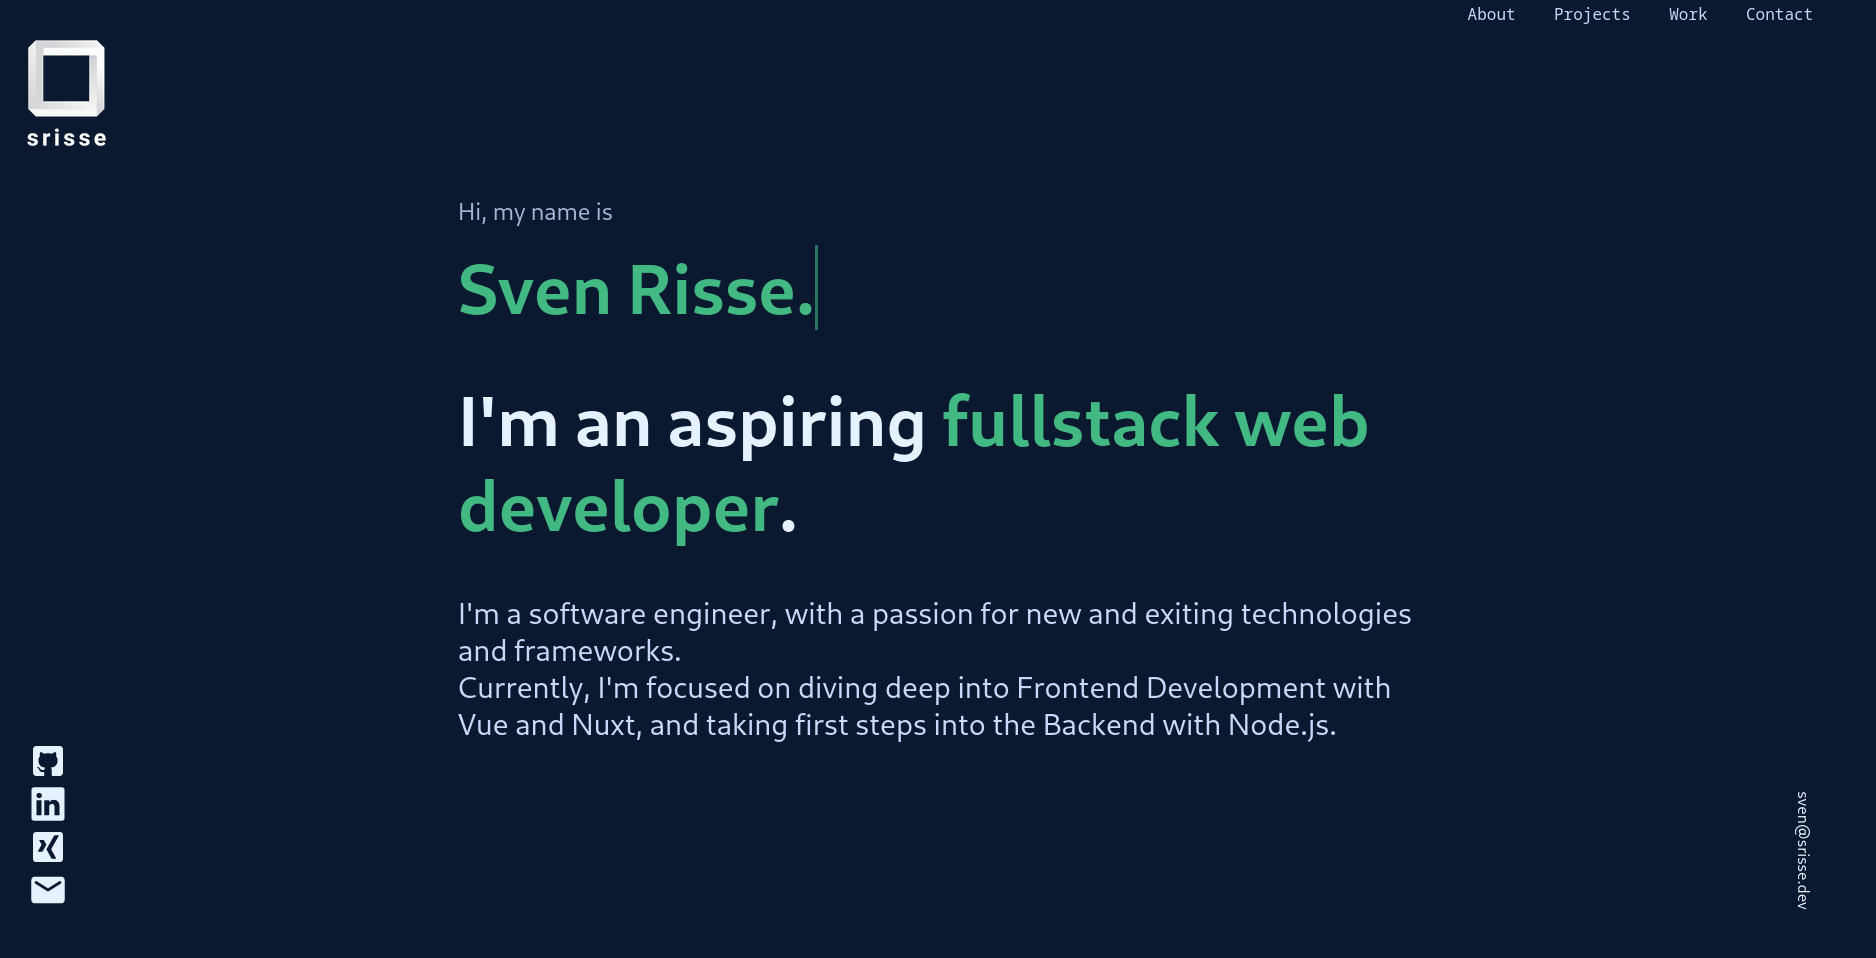 About Projects Work Contact
srisse
Hi, my name is
Sven Risse.
I'm an aspiring fullstack web
developer.
I'm a software engineer, with a passion for new and exiting technologies
and frameworks.
Currently, I'm focused on diving deep into Frontend Development with
Vue and Nuxt, and taking first steps into the Backend with Node.js.
in
sven@srisse.dev